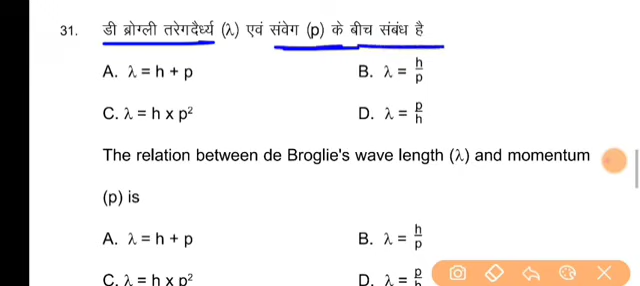 31. डी ब्रोग्ली तरंगदैर्ध्य (λ) एवं संवेग (p) के बीच संबंध है
A. λ = h + p B. λ = h/p
C. λ = h x p² D. λ = p/h
The relation between de Broglie's wave length (λ) and momentum
(p) is
A. λ = h + p B. λ = h/p
C. λ = h x p² D. λ = p/h